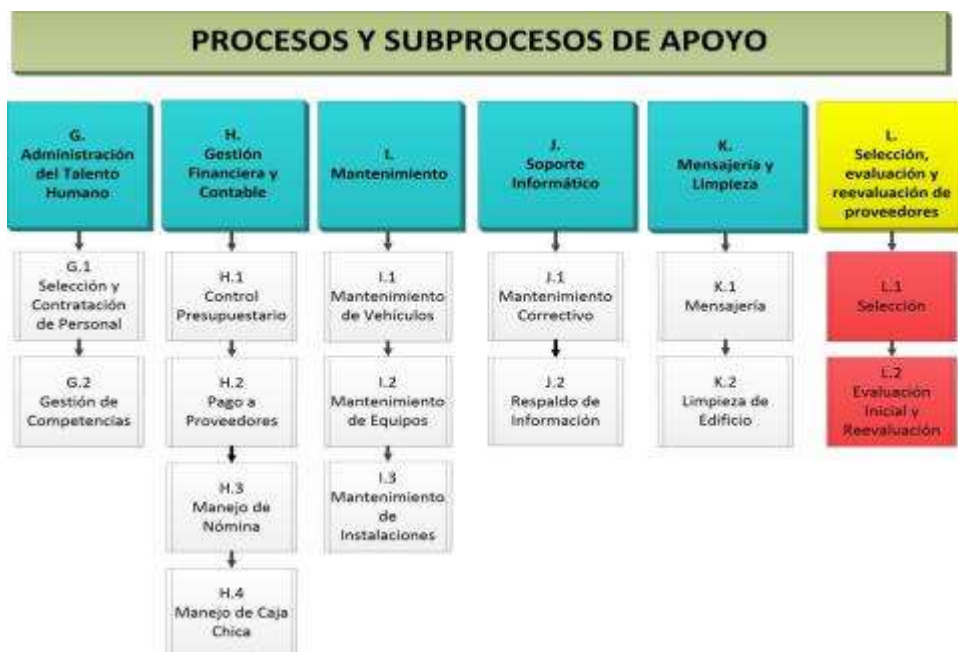 PROCESOS Y SUBPROCESOS DE APOYO
G.
Administración
del Talento
Humano
H.
Gestión
Financiera y
Contable
I.
Mantenimiento
J.
Soporte
Informático
K.
Mensajería y
Limpieza
L.
Selección,
evaluación y
reevaluación de
proveedores
G.1
Selección y
Contratación
de Personal
H.1
Control
Presupuestario
I.1
Mantenimiento
de Vehículos
J.1
Mantenimiento
Correctivo
K.1
Mensajería
L.1
Selección
G.2
Gestión de
Competencias
H.2
Pago a
Proveedores
I.2
Mantenimiento
de Equipos
J.2
Respaldo de
Información
K.2
Limpieza de
Edificio
L.2
Evaluación
Inicial y
Reevaluación
H.3
Manejo de
Nómina
I.3
Mantenimiento
de
Instalaciones
H.4
Manejo de Caja
Chica